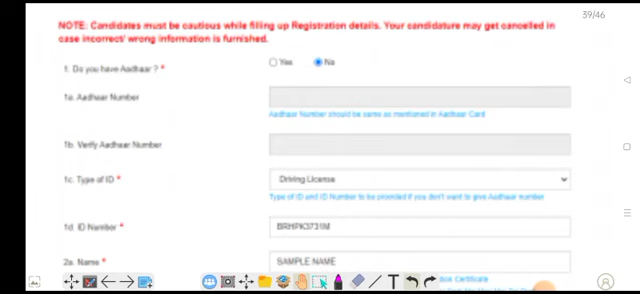 39/46
NOTE: Candidates must be cautious while filling up Registration details. Your candidature may get cancelled in
case incorrect/ wrong information is furnished.
1. Do you have Aadhaar ? * Yes No
1a. Aadhaar Number
Aadhaar Number should be same as mentioned in Aadhaar Card
1b. Verify Aadhaar Number
1c. Type of ID * Driving License
Type of ID and ID Number to be provided if you don't want to give Aadhaar number
1d. ID Number *
2a. Name * SAMPLE NAME
Certificate